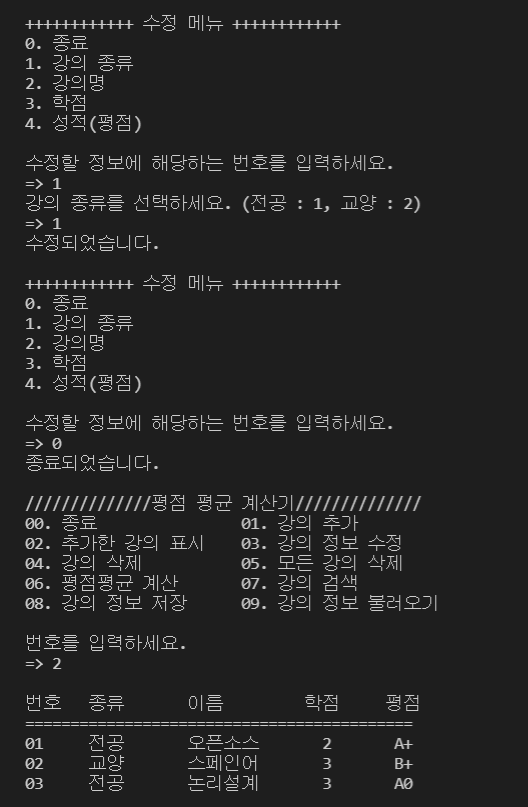 ++++++++++++ 수정 메뉴 ++++++++++++
0. 종료
1. 강의 종류
2. 강의명
3. 학점
4. 성적(평점)
수정할 정보에 해당하는 번호를 입력하세요.
=> 1
강의 종류를 선택하세요. (전공 : 1, 교양 : 2)
=> 1
수정되었습니다.
++++++++++++ 수정 메뉴 ++++++++++++
0. 종료
1. 강의 종류
2. 강의명
3. 학점
4. 성적(평점)
수정할 정보에 해당하는 번호를 입력하세요.
=> 0
종료되었습니다.
//////////////평점 평균 계산기//////////////
00. 종료 01. 강의 추가
02. 추가한 강의 표시 03. 강의 정보 수정
04. 강의 삭제 05. 모든 강의 삭제
06. 평점평균 계산 07. 강의 검색
08. 강의 정보 저장 09. 강의 정보 불러오기
번호를 입력하세요.
=> 2
번호 종류 이름 학점 평점
===========================================
01 전공 오픈소스 2 A+
02 교양 스페인어 3 B+
03 전공 논리설계 3 A0